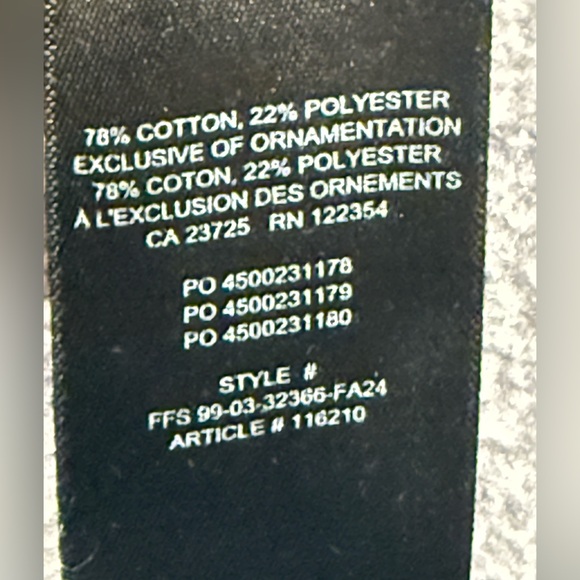 78% COTTON, 22% POLYESTER
EXCLUSIVE OF ORNAMENTATION
78% COTON, 22% POLYESTER
À L'EXCLUSION DES ORNEMENTS
CA 23725 RN 122354
PO 4500231178
PO 4500231179
PO 4500231180
STYLE #
FFS 99-03-32366-FA24
ARTICLE # 116210